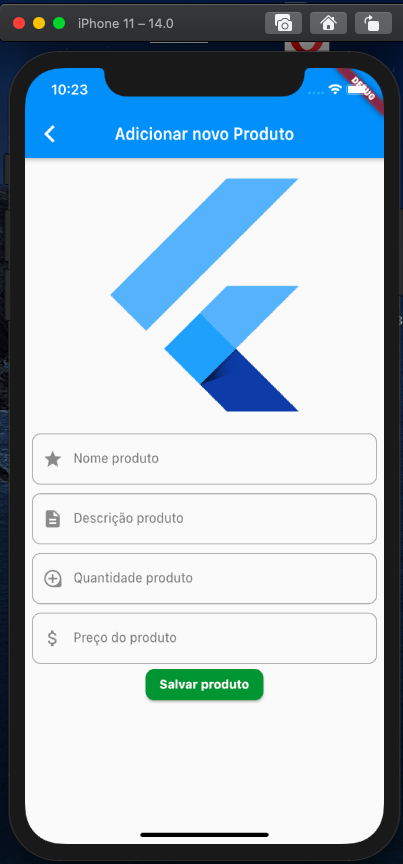 iPhone 11 – 14.0
10:23
DEBUG
Adicionar novo Produto
Nome produto
Descrição produto
Quantidade produto
Preço do produto
Salvar produto